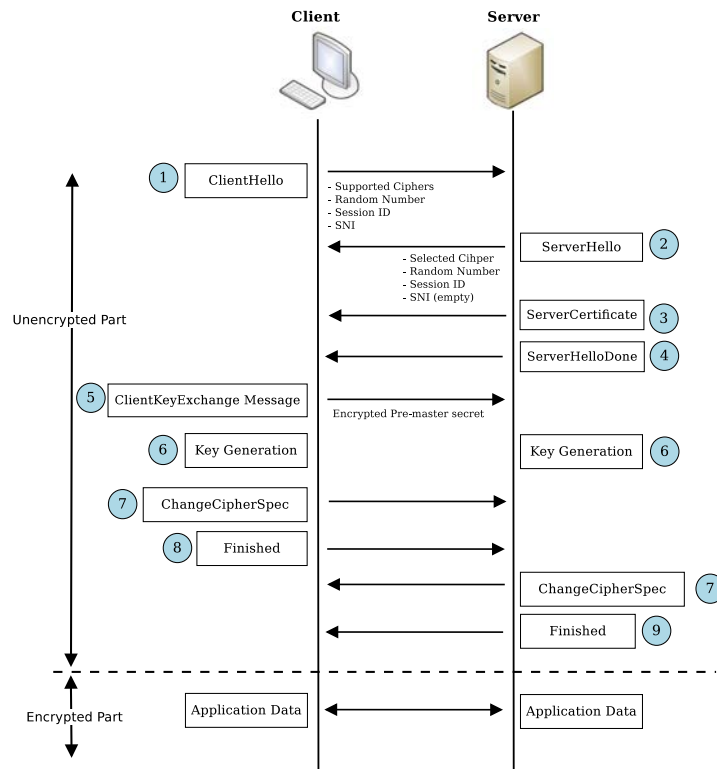 Client
Server
1
ClientHello
- Supported Ciphers
- Random Number
- Session ID
- SNI
ServerHello
2
- Selected Cihper
- Random Number
- Session ID
- SNI (empty)
ServerCertificate
3
Unencrypted Part
ServerHelloDone
4
5
ClientKeyExchange Message
Encrypted Pre-master secret
6
Key Generation
Key Generation
6
7
ChangeCipherSpec
8
Finished
ChangeCipherSpec
7
Finished
9
Encrypted Part
Application Data
Application Data